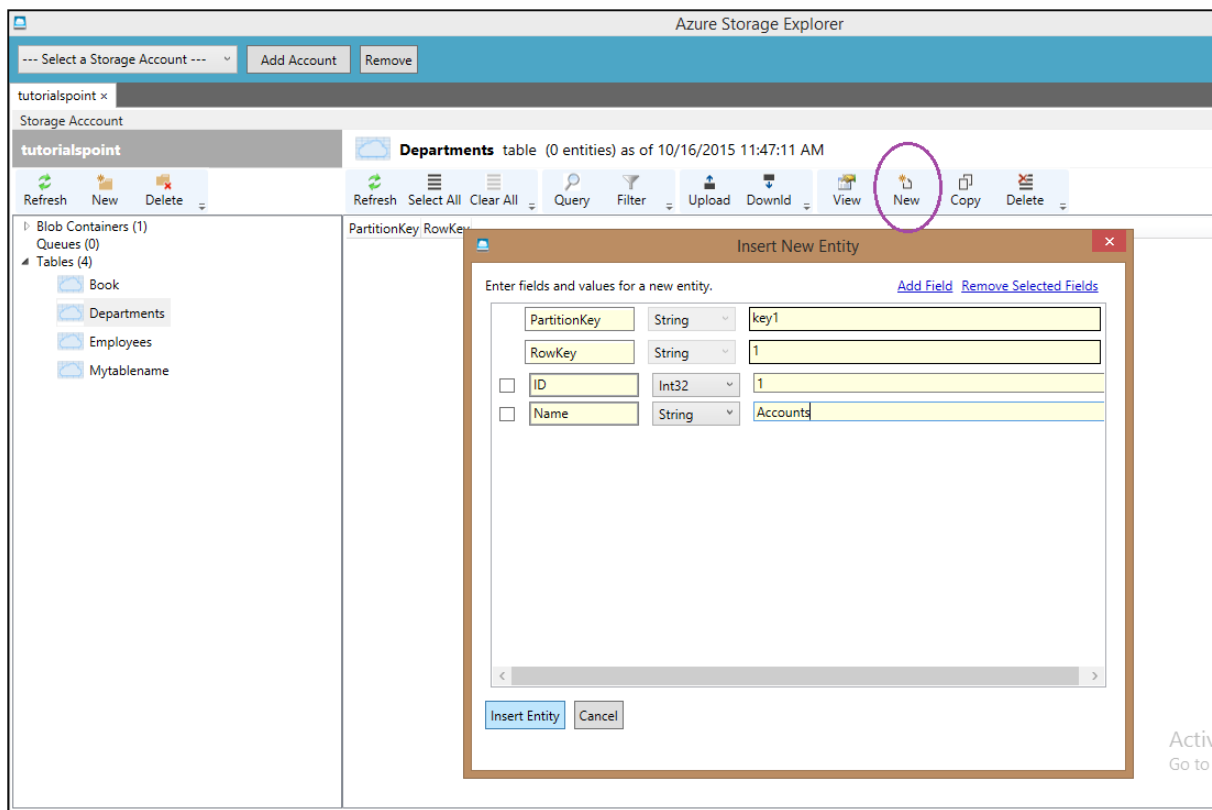 Azure Storage Explorer
--- Select a Storage Account --- Add Account Remove
tutorialspoint ×
Storage Acccount
tutorialspoint
Departments table (0 entities) as of 10/16/2015 11:47:11 AM
Refresh New Delete
Refresh Select All Clear All Query Filter Upload Downld View New Copy Delete
Blob Containers (1)
Queues (0)
Tables (4)
Book
Departments
Employees
Mytablename
PartitionKey RowKey
Insert New Entity
Enter fields and values for a new entity. Add Field Remove Selected Fields
PartitionKey String key1
RowKey String 1
ID Int32 1
Name String Accounts
Insert Entity Cancel
Activ
Go to